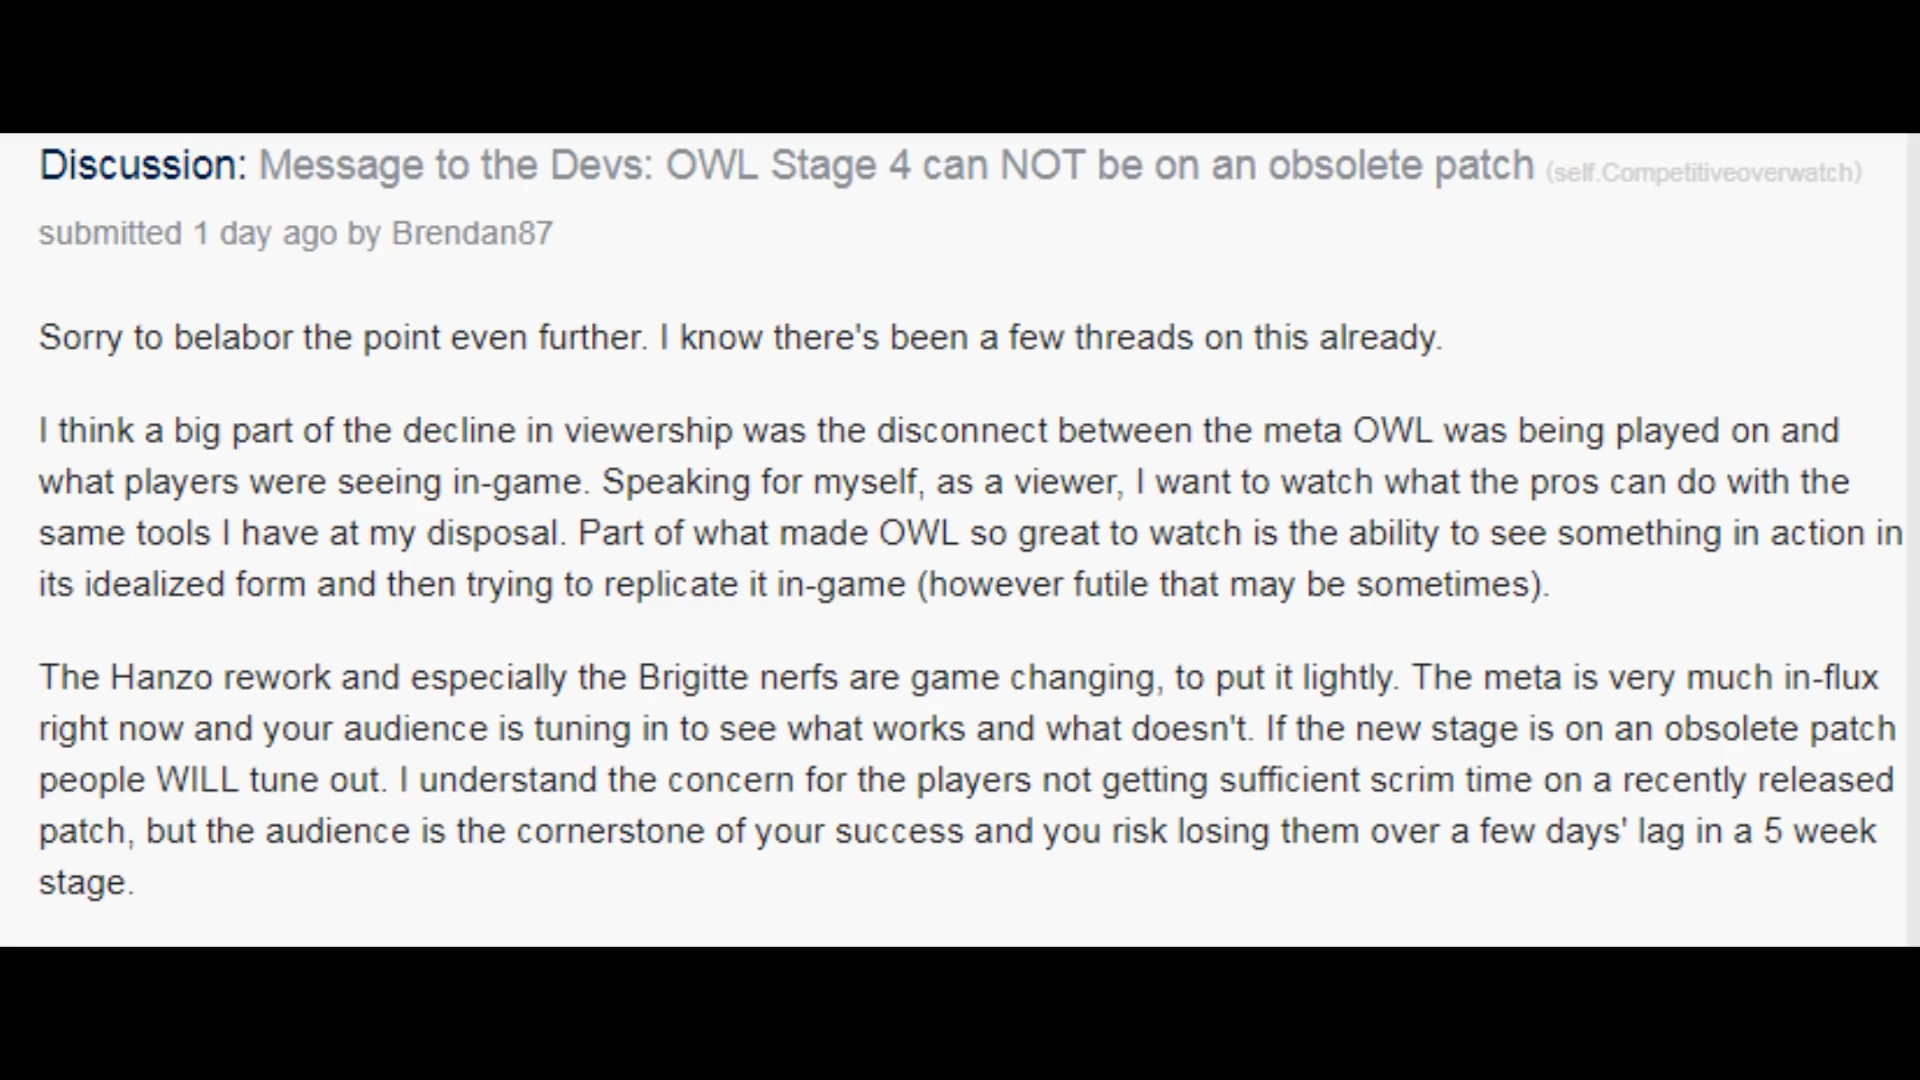 Discussion: Message to the Devs: OWL Stage 4 can NOT be on an obsolete patch (self.Competitiveoverwatch)
submitted 1 day ago by Brendan87
Sorry to belabor the point even further. I know there's been a few threads on this already.
I think a big part of the decline in viewership was the disconnect between the meta OWL was being played on and
what players were seeing in-game. Speaking for myself, as a viewer, I want to watch what the pros can do with the
same tools I have at my disposal. Part of what made OWL so great to watch is the ability to see something in action in
its idealized form and then trying to replicate it in-game (however futile that may be sometimes).
The Hanzo rework and especially the Brigitte nerfs are game changing, to put it lightly. The meta is very much in-flux
right now and your audience is tuning in to see what works and what doesn't. If the new stage is on an obsolete patch
people WILL tune out. I understand the concern for the players not getting sufficient scrim time on a recently released
patch, but the audience is the cornerstone of your success and you risk losing them over a few days' lag in a 5 week
stage.